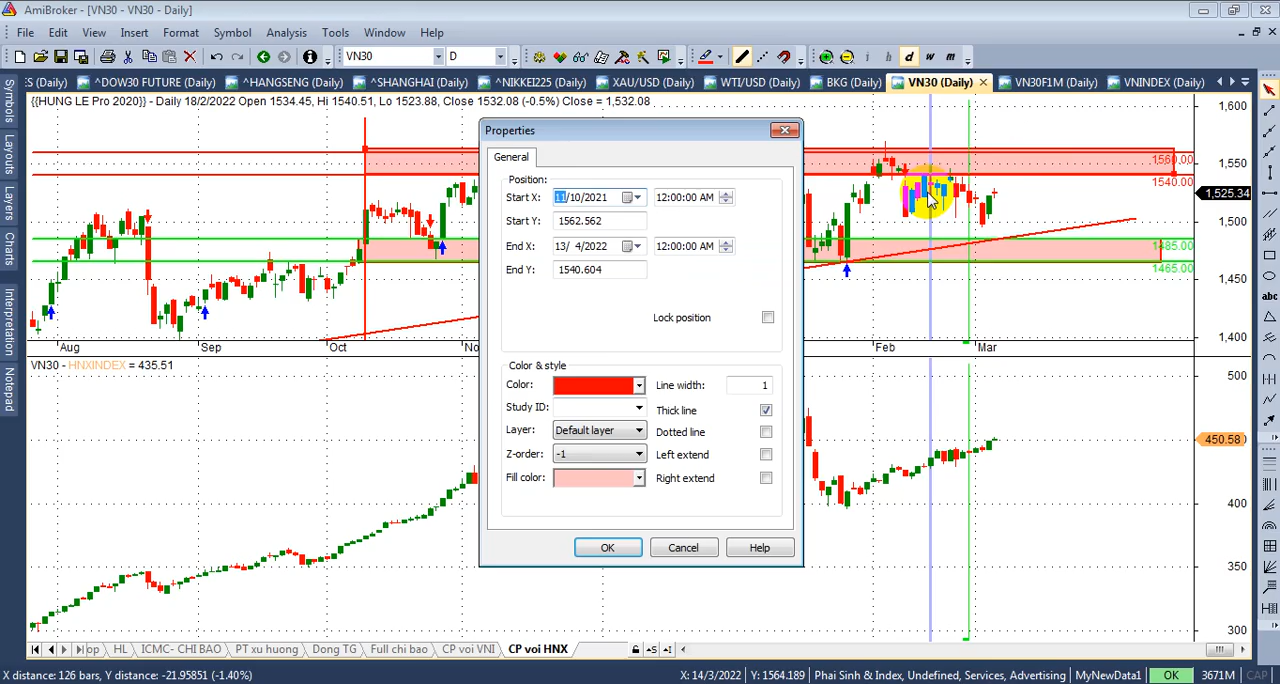 AmiBroker - [VN30 - VN30 - Daily]
File Edit View Insert Format Symbol Analysis Tools Window Help
VN30 D i d w m
S (Daily) ^DOW30 FUTURE (Daily) ^HANGSENG (Daily) ^SHANGHAI (Daily) ^NIKKEI225 (Daily) XAU/USD (Daily) WTI/USD (Daily) BKG (Daily) VN30 (Daily) VN30F1M (Daily) VNINDEX (Daily)
Symbols
Layouts
Layers
Charts
Interpretation
Notepad
{{HUNG LE Pro 2020}} - Daily 18/2/2022 Open 1534.45, Hi 1540.51, Lo 1523.88, Close 1532.08 (-0.5%) Close = 1,532.08
1,600
1,550
1,500
1,450
1,400
1560.00
1540.00
1,525.34
1485.00
1465.00
Aug Sep Oct No Feb Mar
VN30 - HNXINDEX = 435.51
500
450.58
400
350
300
Properties
General
Position:
Start X: 11/10/2021 12:00:00 AM
Start Y: 1562.562
End X: 13/ 4/2022 12:00:00 AM
End Y: 1540.604
Lock position
Color & style
Color: Line width: 1
Study ID: Thick line
Layer: Default layer Dotted line
Z-order: -1 Left extend
Fill color: Right extend
OK Cancel Help
abc
op HL ICMC- CHI BAO PT xu huong Dong TG Full chi bao CP voi VNI CP voi HNX
X distance: 126 bars, Y distance: -21.95851 (-1.40%) X: 14/3/2022 Y: 1564.189 Phai Sinh & Index, Undefined, Services, Advertising MyNewData1 OK 3671M CAP